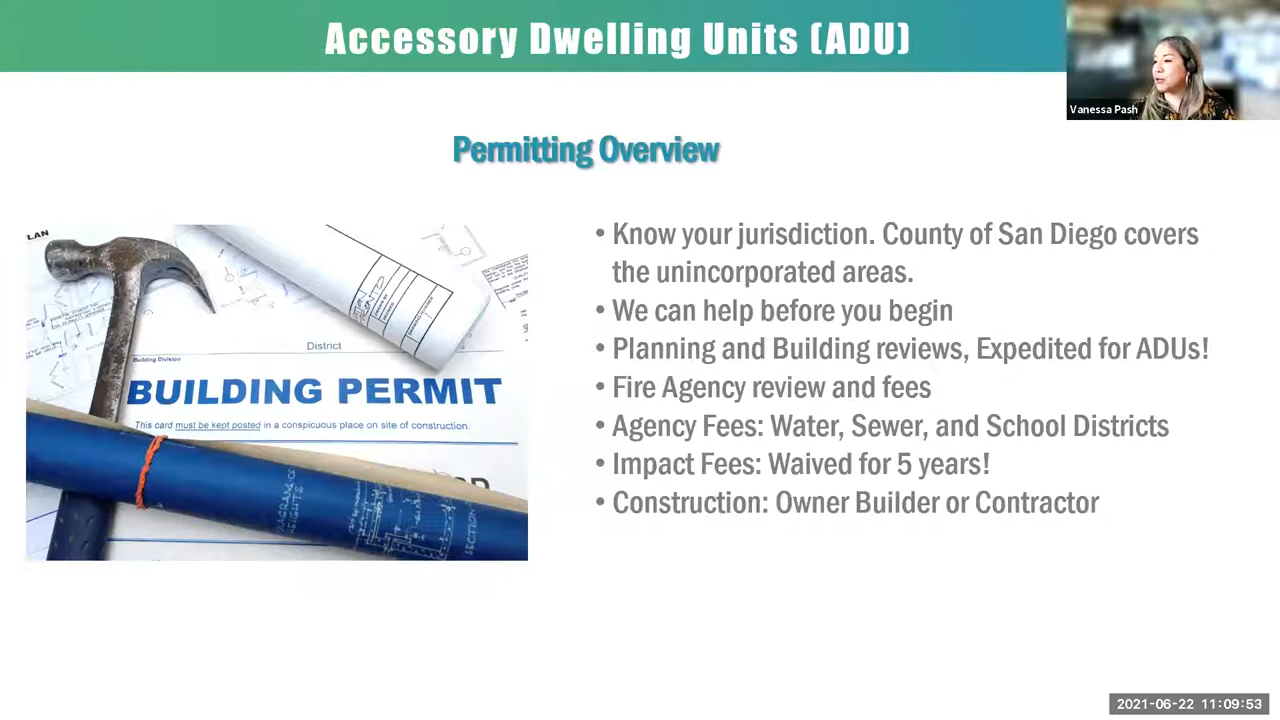 Accessory Dwelling Units (ADU)
Vanessa Pash
Permitting Overview
LAN
District
Building Division
BUILDING PERMIT
This card must be kept posted in a conspicuous place on site of construction.
SECTION
• Know your jurisdiction. County of San Diego covers
the unincorporated areas.
• We can help before you begin
• Planning and Building reviews, Expedited for ADUs!
• Fire Agency review and fees
• Agency Fees: Water, Sewer, and School Districts
• Impact Fees: Waived for 5 years!
• Construction: Owner Builder or Contractor
2021-06-22 11:09:53